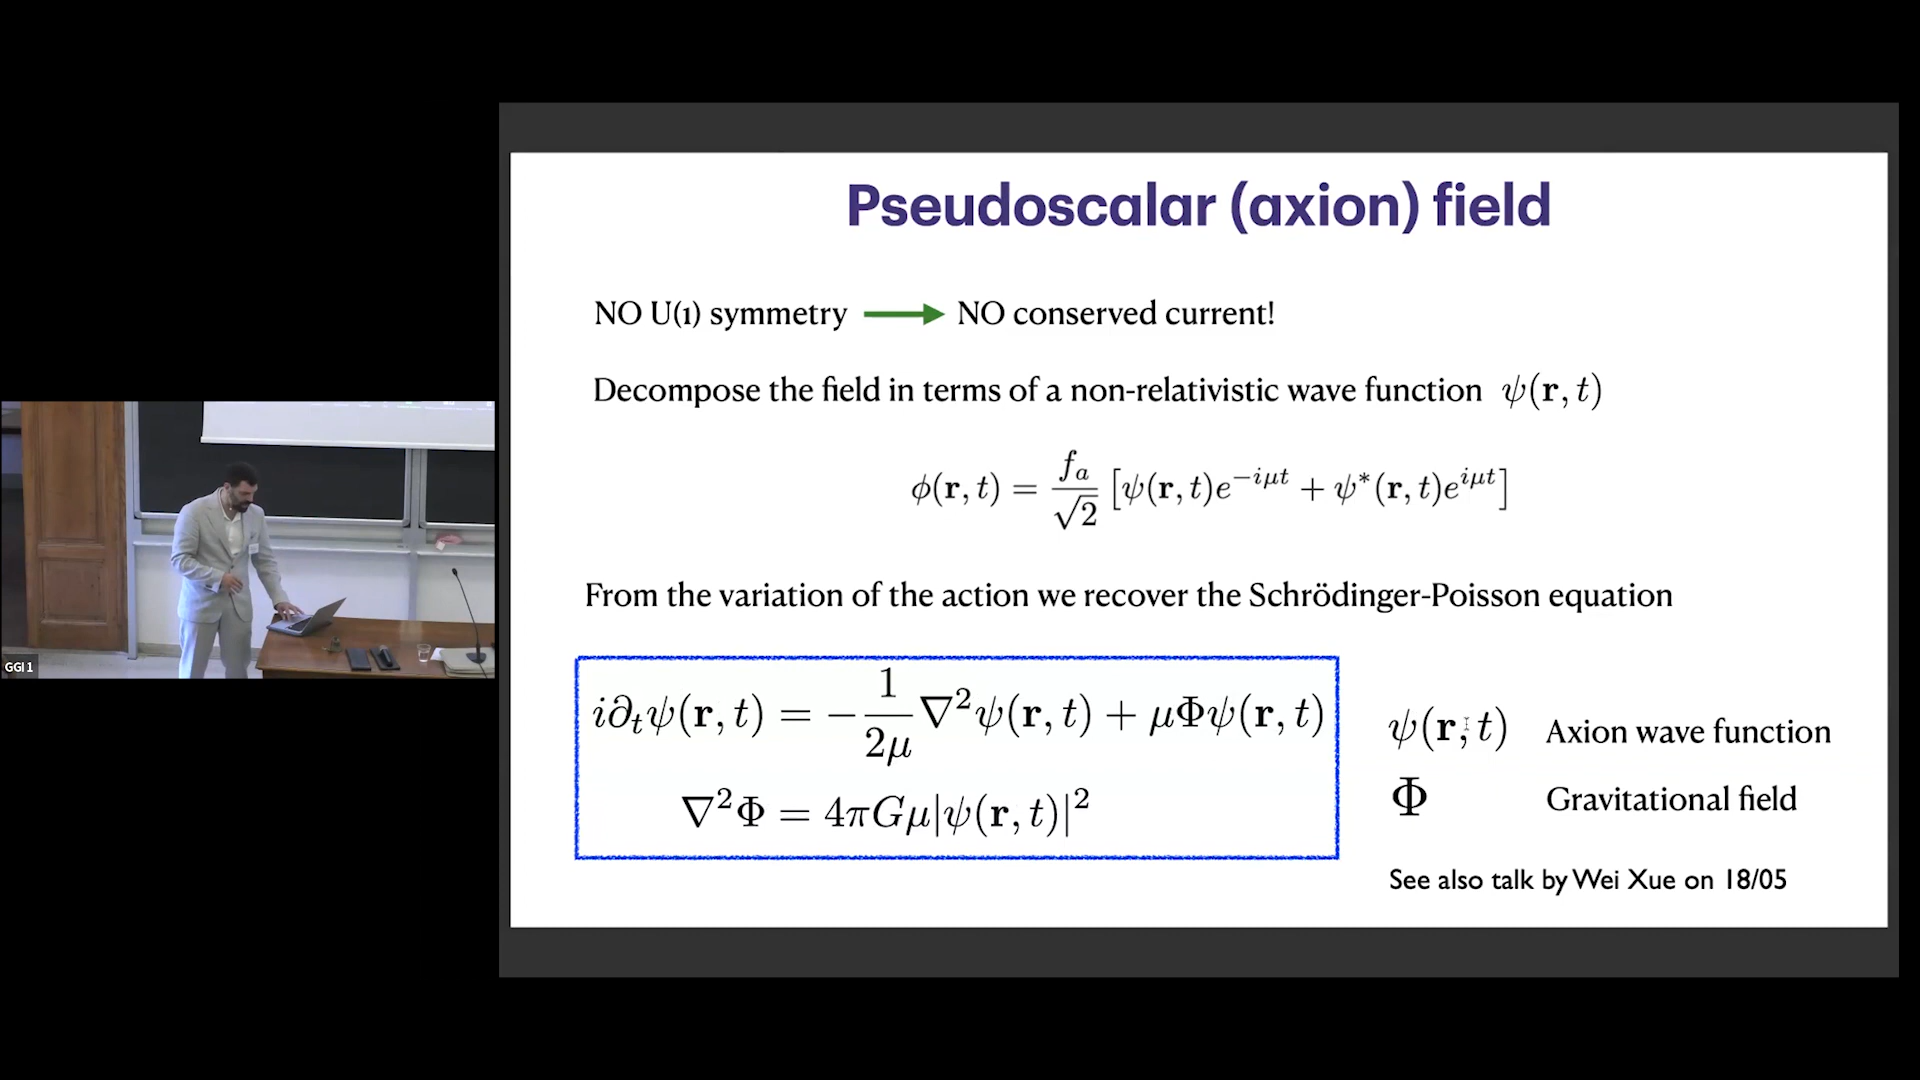 Pseudoscalar (axion) field
NO U(1) symmetry → NO conserved current!
Decompose the field in terms of a non-relativistic wave function ψ(r, t)
ϕ(r, t) = f_a/√2 [ψ(r, t)e^{-iμt} + ψ*(r, t)e^{iμt}]
From the variation of the action we recover the Schrödinger-Poisson equation
i∂_tψ(r, t) = -1/2μ ∇²ψ(r, t) + μΦψ(r, t)
∇²Φ = 4πGμ|ψ(r, t)|²
ψ(r, t) Axion wave function
Φ Gravitational field
See also talk by Wei Xue on 18/05
GGI 1